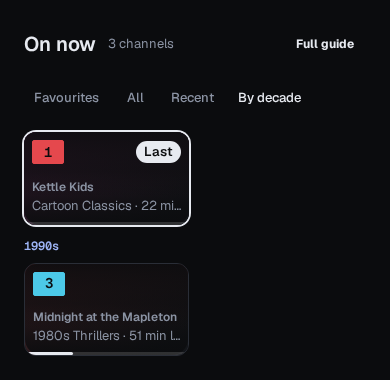 On now 3 channels Full guide
Favourites All Recent By decade
1 Last
Kettle Kids
Cartoon Classics · 22 mi...
1990s
3
Midnight at the Mapleton
1980s Thrillers · 51 min l...